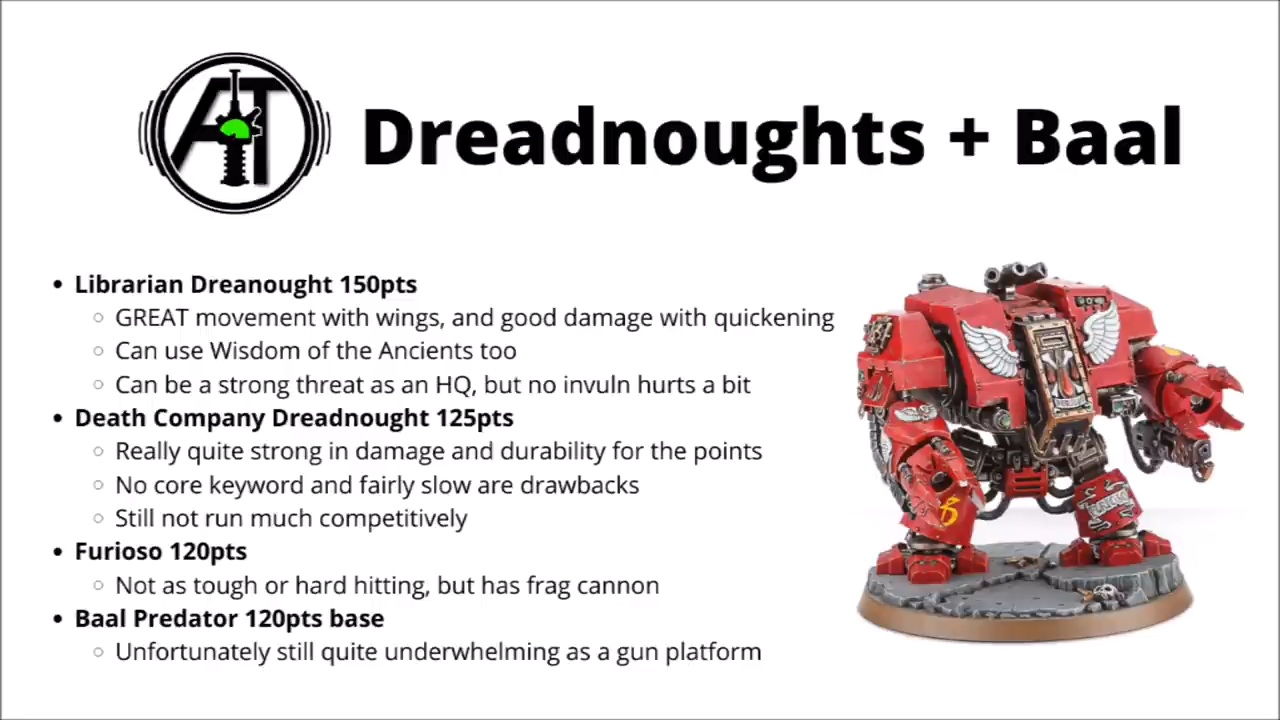 AT
Dreadnoughts + Baal
• Librarian Dreanought 150pts
○ GREAT movement with wings, and good damage with quickening
○ Can use Wisdom of the Ancients too
○ Can be a strong threat as an HQ, but no invuln hurts a bit
• Death Company Dreadnought 125pts
○ Really quite strong in damage and durability for the points
○ No core keyword and fairly slow are drawbacks
○ Still not run much competitively
• Furioso 120pts
○ Not as tough or hard hitting, but has frag cannon
• Baal Predator 120pts base
○ Unfortunately still quite underwhelming as a gun platform